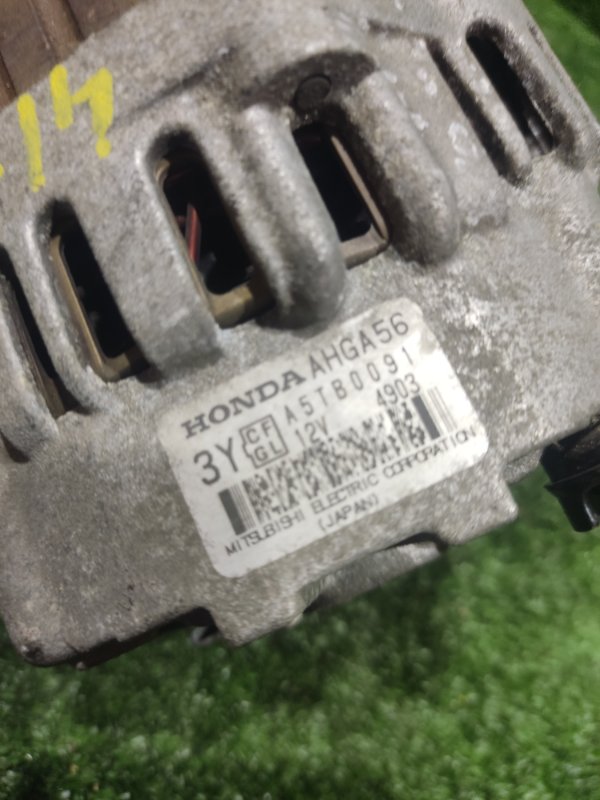 HONDA AHGA56
3Y CF GL A5TB0091
12V 4903
MITSUBISHI ELECTRIC CORPORATION
(JAPAN)